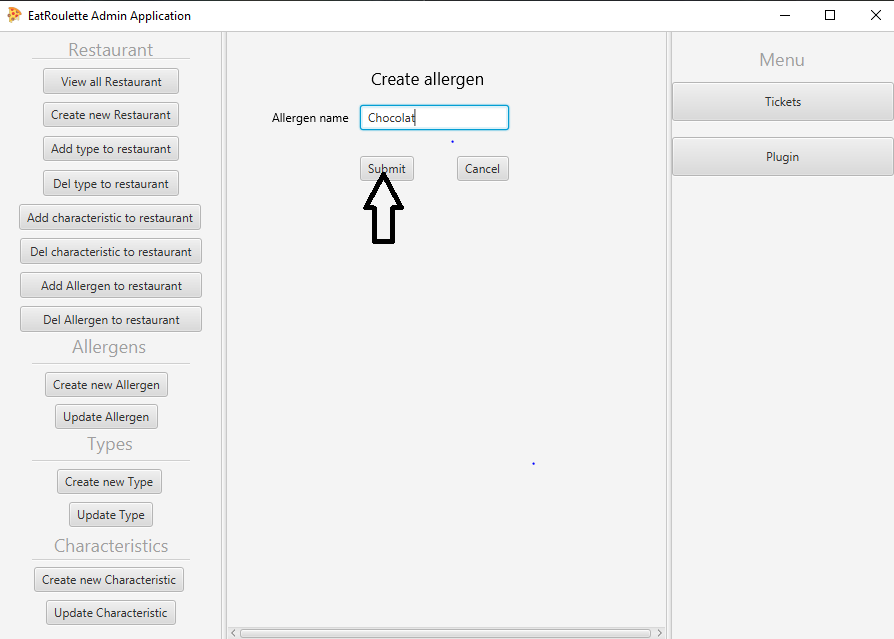 EatRoulette Admin Application
Restaurant
View all Restaurant
Create new Restaurant
Add type to restaurant
Del type to restaurant
Add characteristic to restaurant
Del characteristic to restaurant
Add Allergen to restaurant
Del Allergen to restaurant
Allergens
Create new Allergen
Update Allergen
Types
Create new Type
Update Type
Characteristics
Create new Characteristic
Update Characteristic
Create allergen
Allergen name Chocolat
Submit Cancel
Menu
Tickets
Plugin